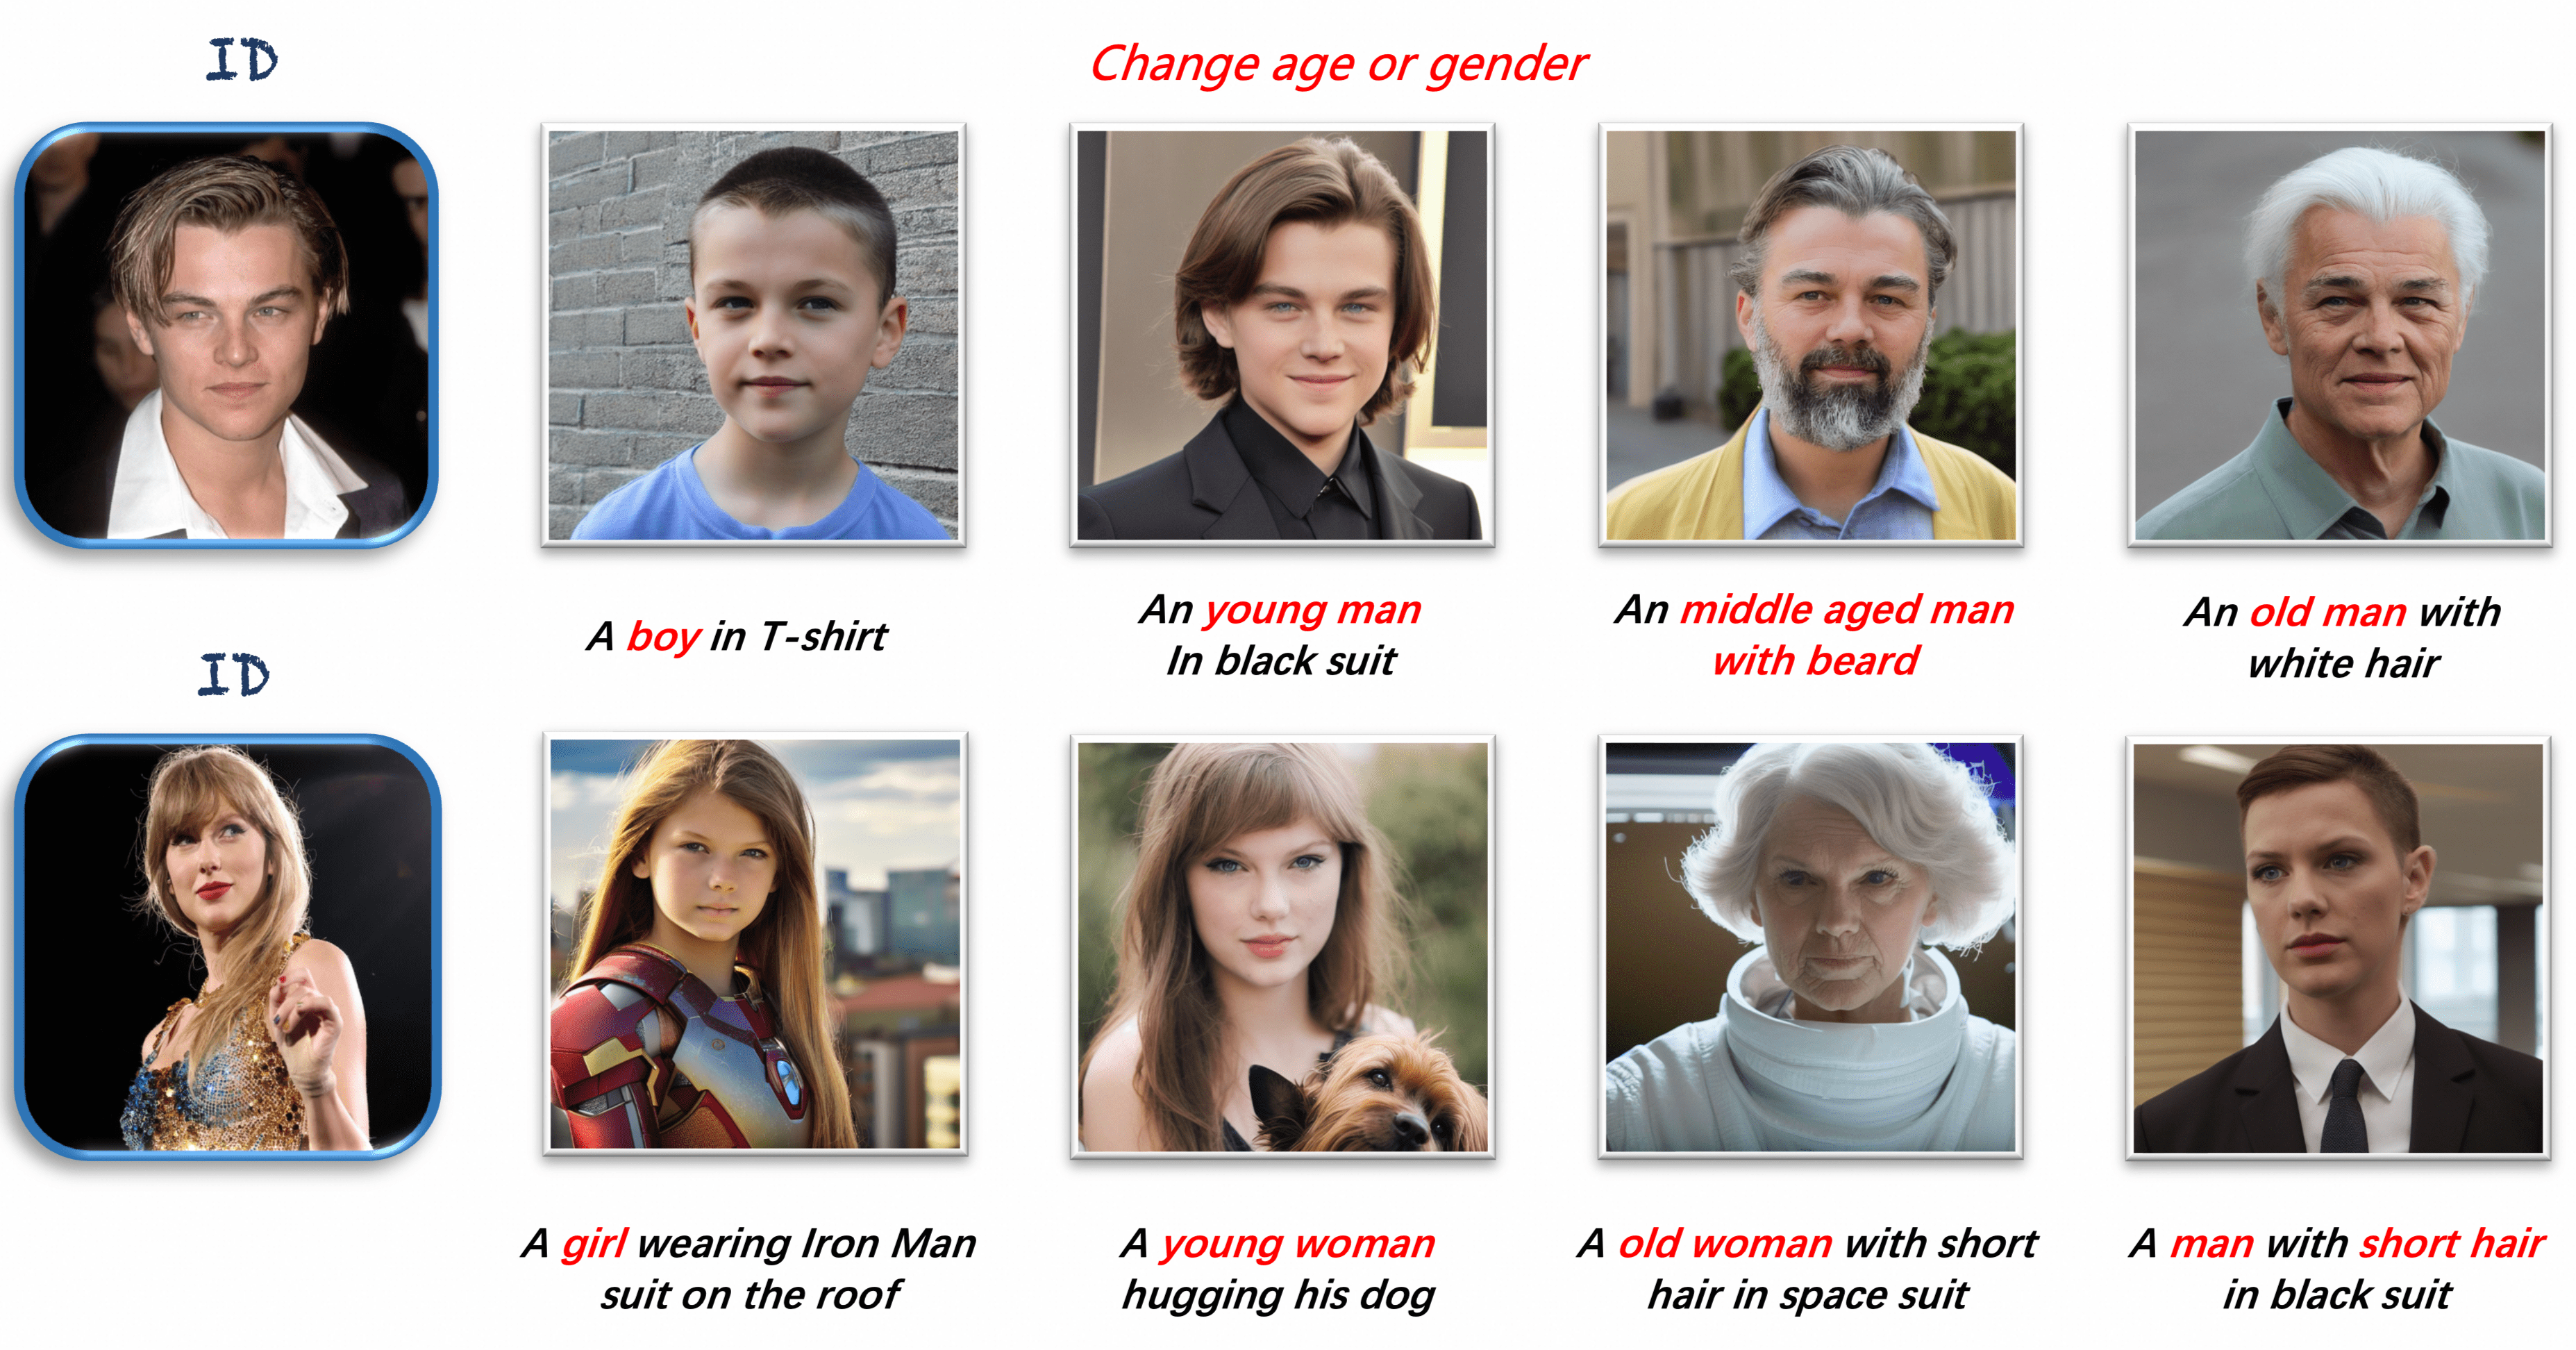 ID
Change age or gender
A boy in T-shirt
An young man
In black suit
An middle aged man
with beard
An old man with
white hair
ID
A girl wearing Iron Man
suit on the roof
A young woman
hugging his dog
A old woman with short
hair in space suit
A man with short hair
in black suit